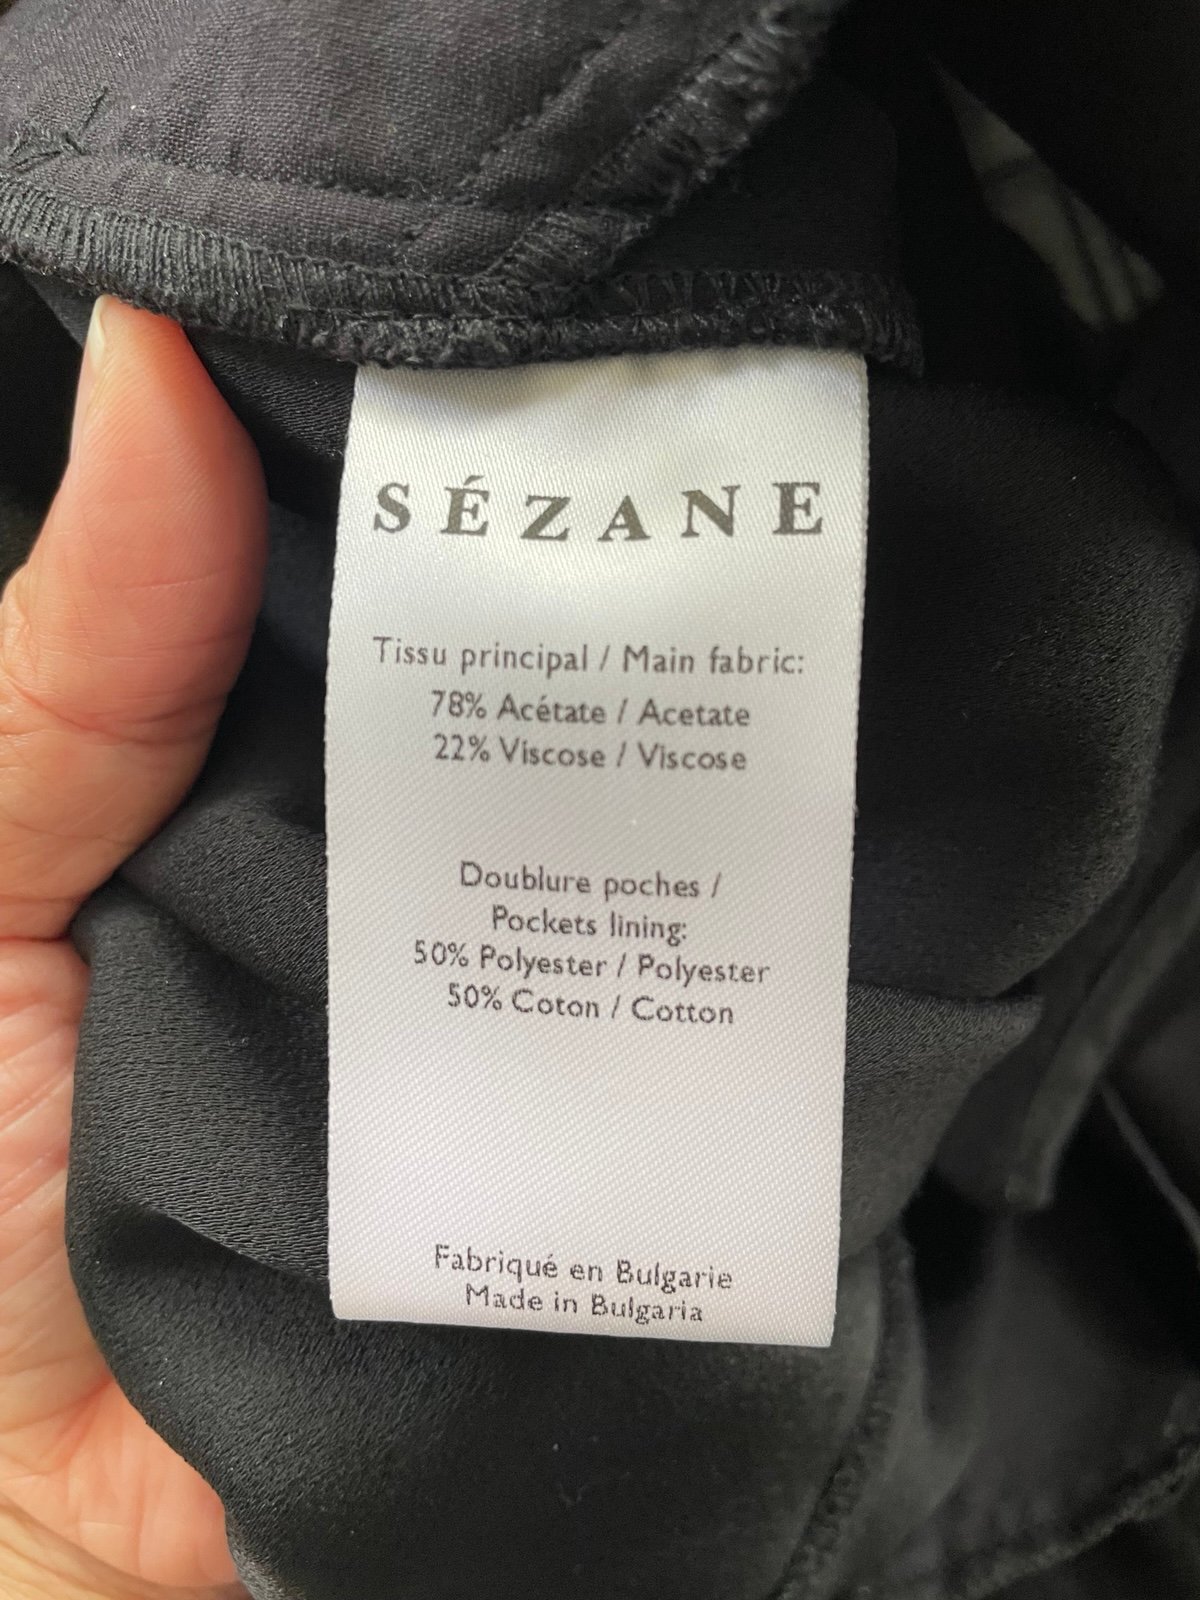 SÉZANE
Tissu principal / Main fabric:
78% Acétate / Acetate
22% Viscose / Viscose
Doublure poches /
Pockets lining:
50% Polyester / Polyester
50% Coton / Cotton
Fabriqué en Bulgarie
Made in Bulgaria